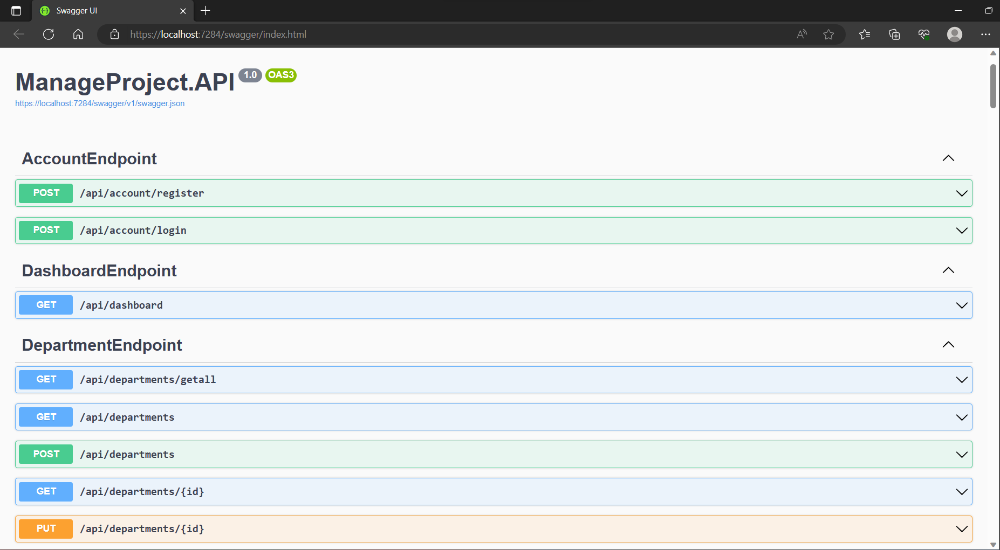 Swagger UI
https://localhost:7284/swagger/index.html
ManageProject.API 1.0 OAS3
https://localhost:7284/swagger/v1/swagger.json
AccountEndpoint
POST /api/account/register
POST /api/account/login
DashboardEndpoint
GET /api/dashboard
DepartmentEndpoint
GET /api/departments/getall
GET /api/departments
POST /api/departments
GET /api/departments/{id}
PUT /api/departments/{id}